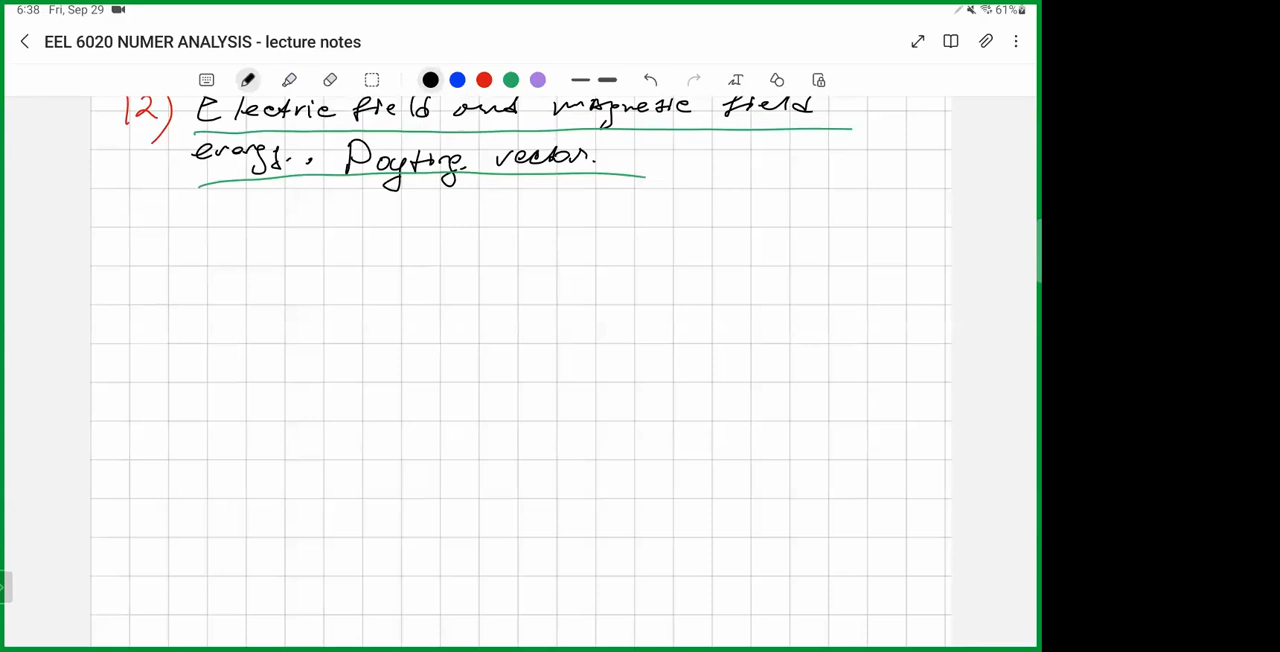 6:38 Fri, Sep 29 61%
EEL 6020 NUMER ANALYSIS - lecture notes
12) Electric field and magnetic field
energy. Poyting vector.